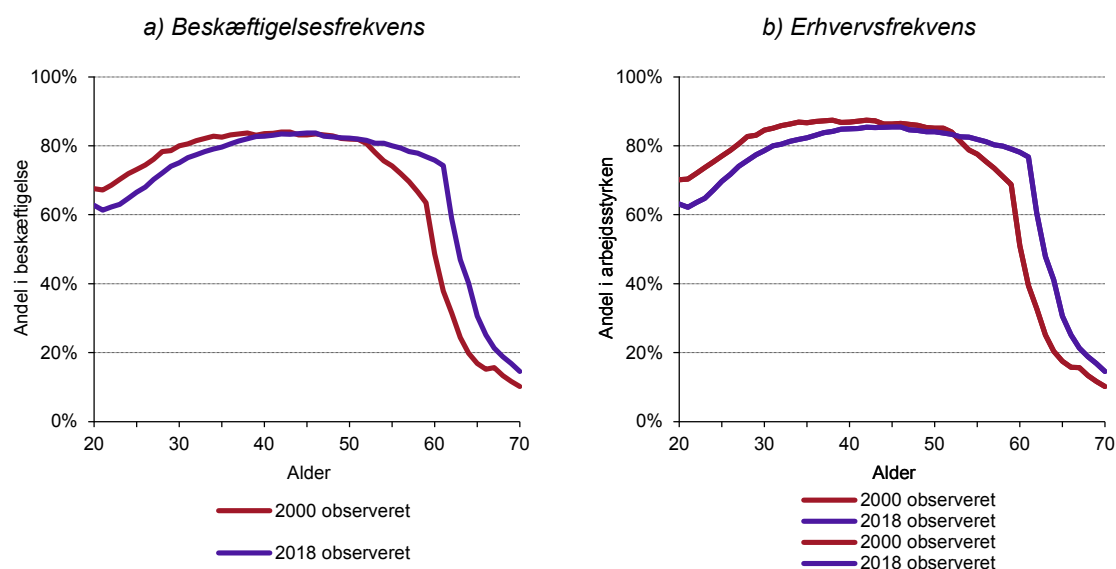 a) Beskæftigelsesfrekvens
100%
80%
60%
40%
20%
0%
Andel i beskæftigelse
20 30 40 50 60 70
Alder
2000 observeret
2018 observeret
b) Erhvervsfrekvens
100%
80%
60%
40%
20%
0%
Andel i arbejdsstyrken
20 30 40 50 60 70
Alder
2000 observeret
2018 observeret
2000 observeret
2018 observeret